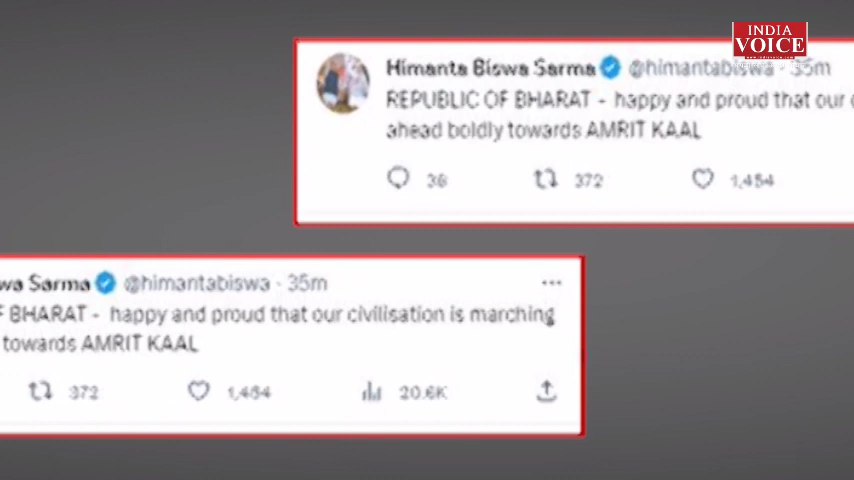 INDIA
VOICE
Himanta Biswa Sarma @himantabiswa · 35m
REPUBLIC OF BHARAT - happy and proud that our
ahead boldly towards AMRIT KAAL
36 372 1,454
wa Sarma @himantabiswa · 35m
F BHARAT - happy and proud that our civilisation is marching
towards AMRIT KAAL
372 1,454 20.6K